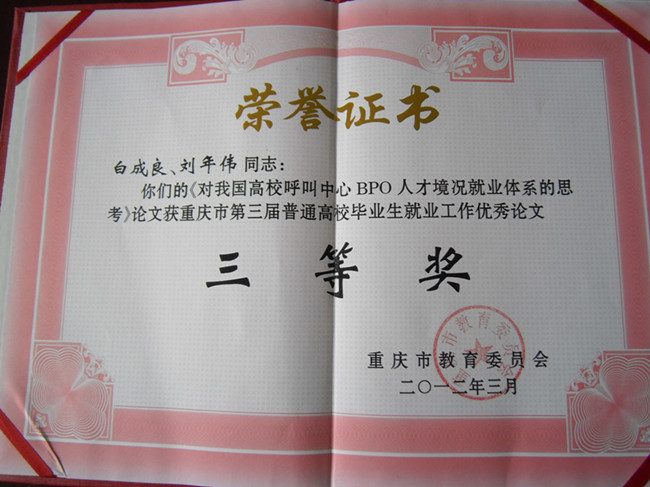 荣誉证书
白成良、刘年伟同志：
你们的《对我国高校呼叫中心BPO人才境况就业体系的思
考》论文获重庆市第三届普通高校毕业生就业工作优秀论文
三等奖
重庆市教育委员会
二〇一二年三月